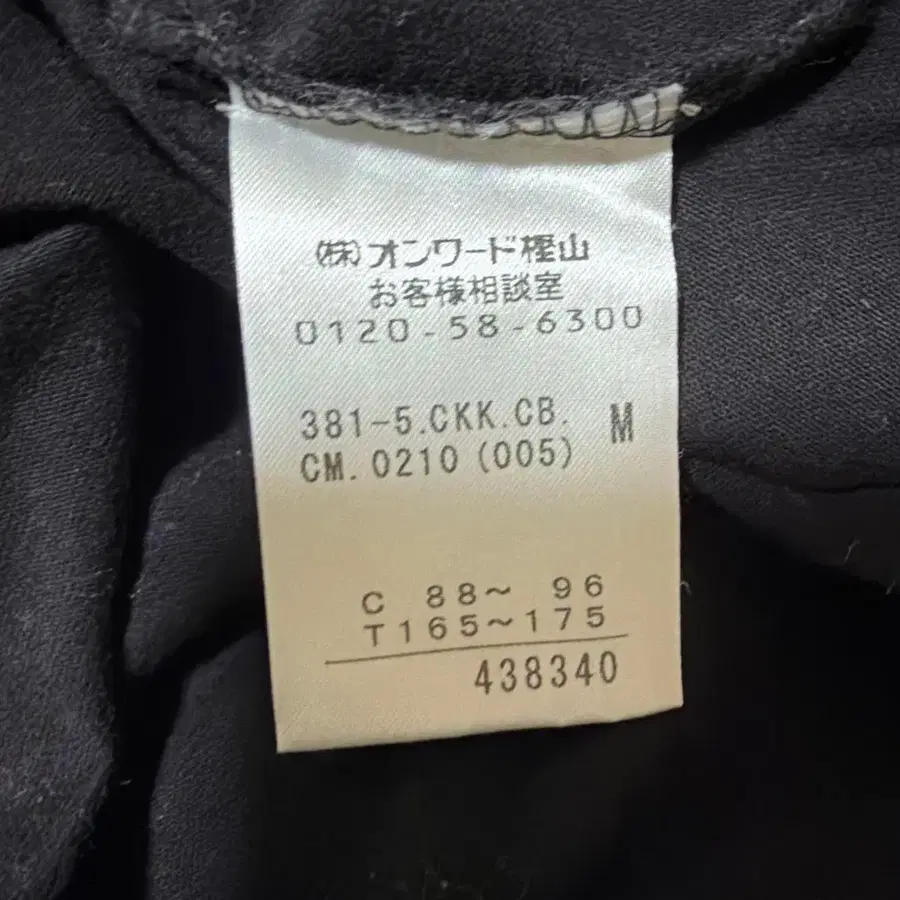 (株)オンワード樫山
お客様相談室
0120-58-6300
381-5.CKK.CB. M
CM.0210 (005)
C 88～ 96
T165～175
438340